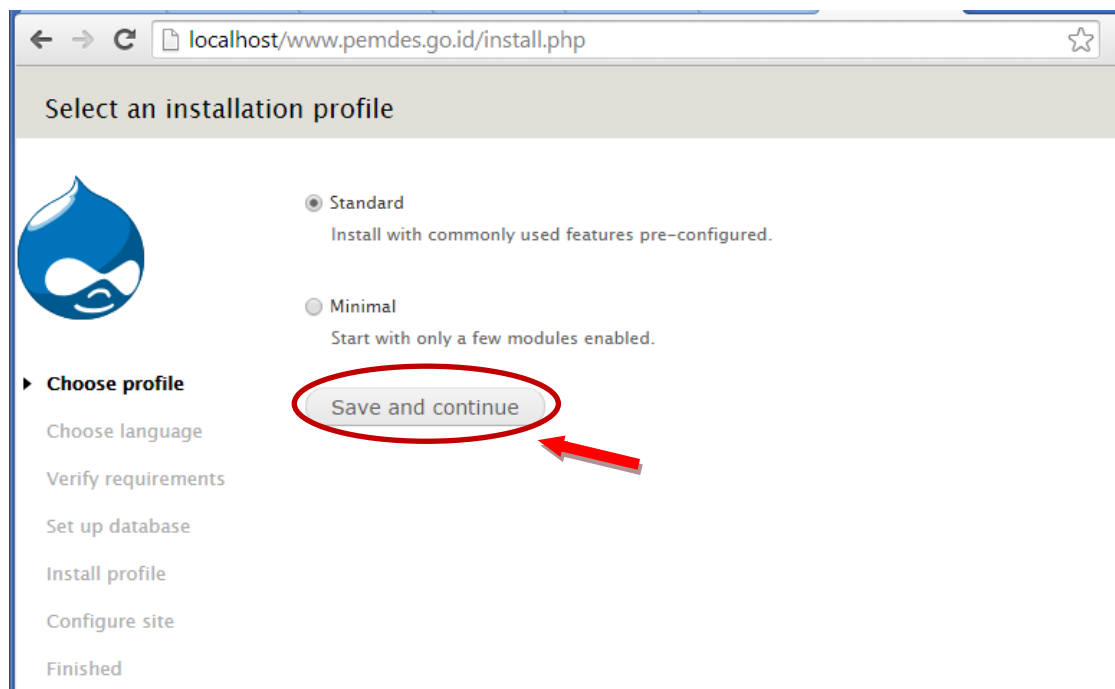 localhost/www.pemdes.go.id/install.php
Select an installation profile
Standard
Install with commonly used features pre-configured.
Minimal
Start with only a few modules enabled.
Save and continue
Choose profile
Choose language
Verify requirements
Set up database
Install profile
Configure site
Finished